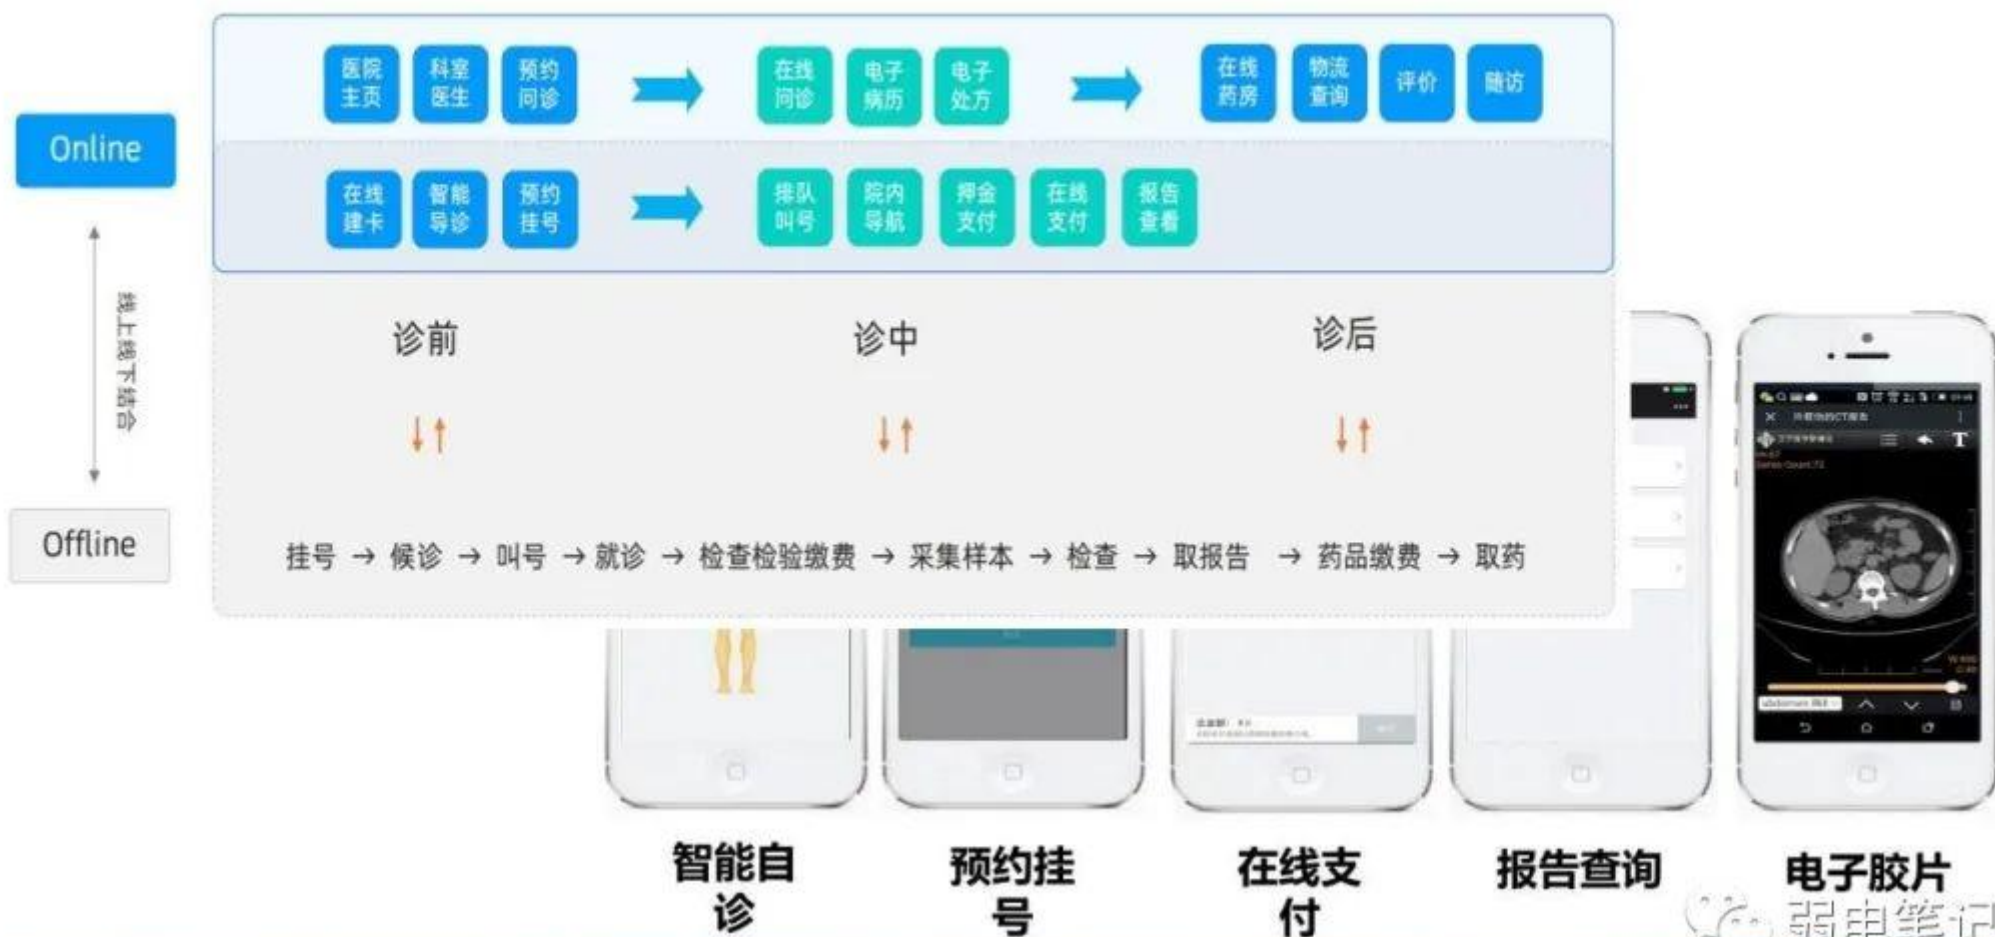 医院
主页
科室
医生
预约
问诊
在线
问诊
电子
病历
电子
处方
在线
药房
物流
查询
评价
随访
Online
在线
建卡
智能
导诊
预约
挂号
排队
叫号
院内
导航
押金
支付
在线
支付
报告
查看
线上线下结合
诊前
诊中
诊后
Offline
挂号 → 候诊 → 叫号 → 就诊 → 检查检验缴费 → 采集样本 → 检查 → 取报告 → 药品缴费 → 取药
智能自
诊
预约挂
号
在线支
付
报告查询
电子胶片
弱电笔记